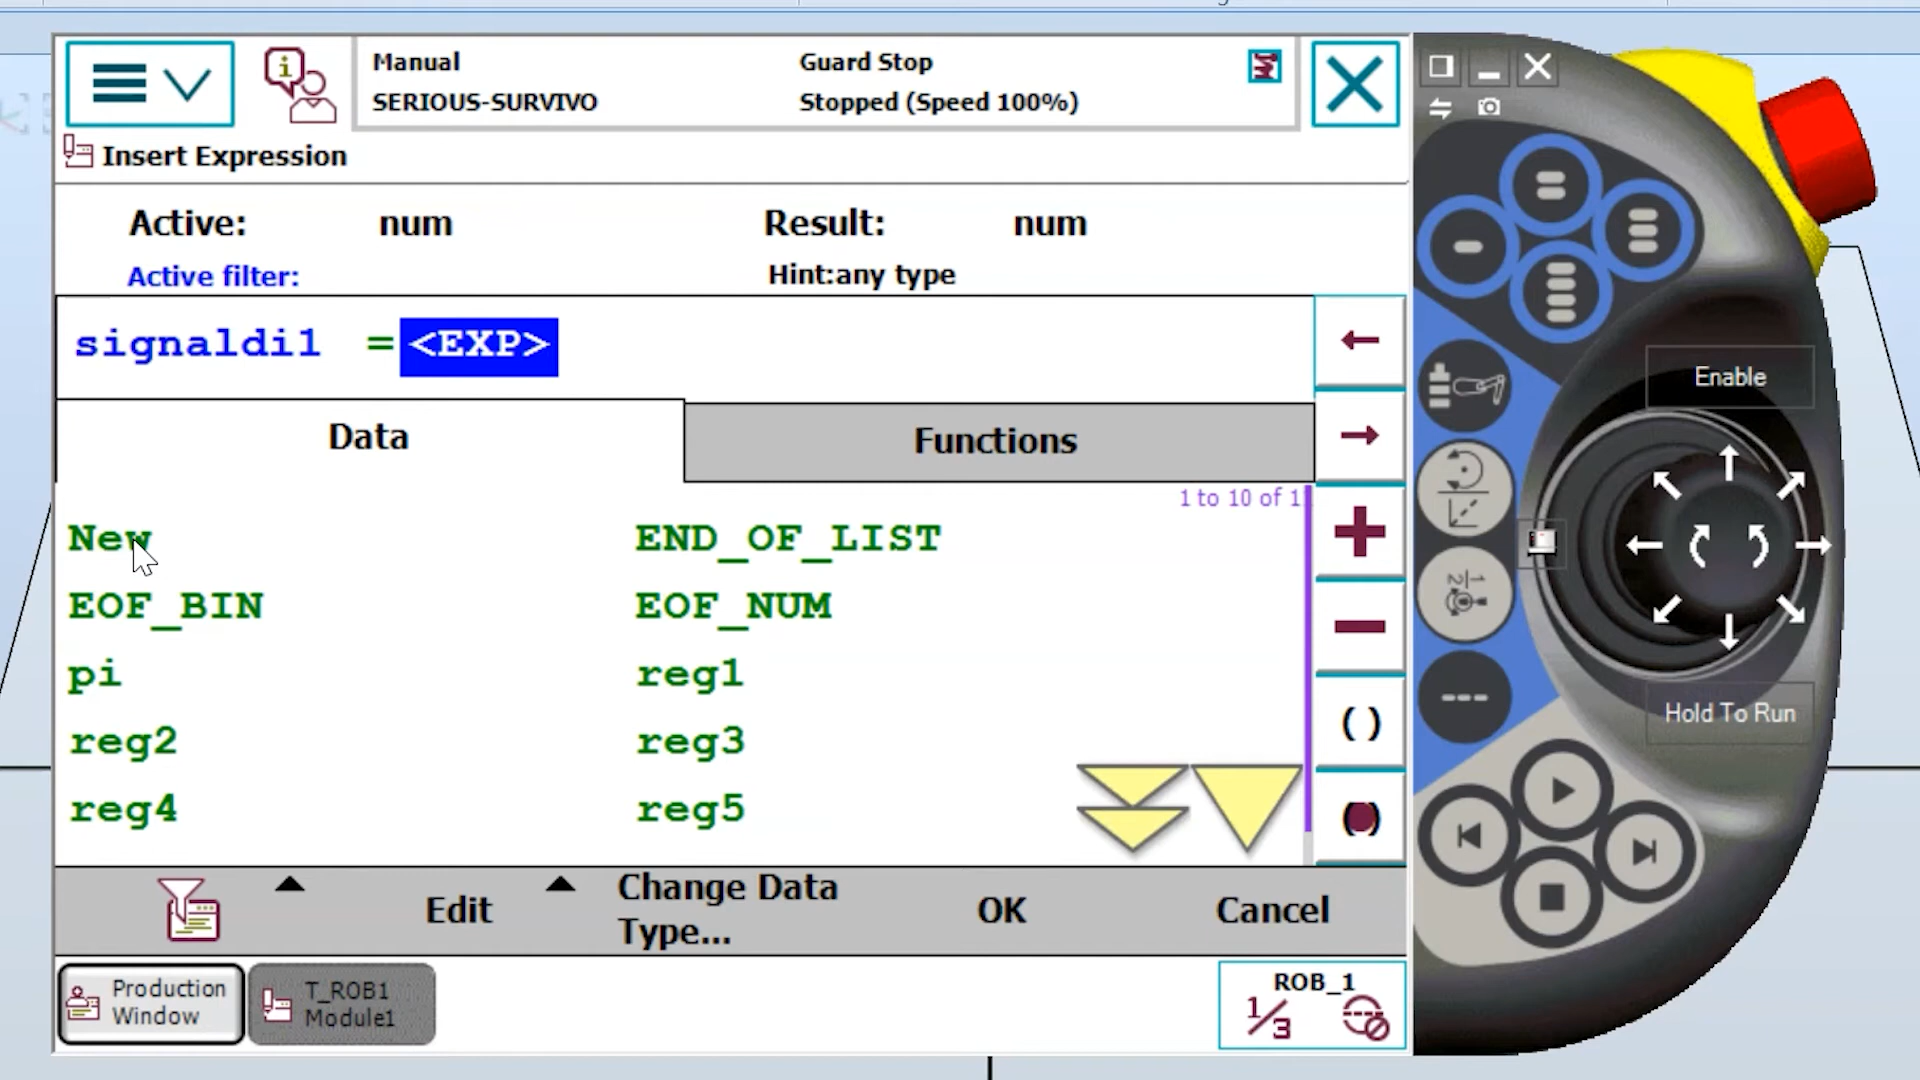 Manual
Guard Stop
SERIOUS-SURVIVO
Stopped (Speed 100%)
Insert Expression
Active: num Result: num
Active filter: Hint:any type
signaldi1 = <EXP>
Data
Functions
1 to 10 of 1
New
END_OF_LIST
EOF_BIN
EOF_NUM
pi
reg1
reg2
reg3
reg4
reg5
( )
( )
Edit
Change Data
Type...
OK
Cancel
Production
Window
T_ROB1
Module1
ROB_1
1/3
Enable
Hold To Run